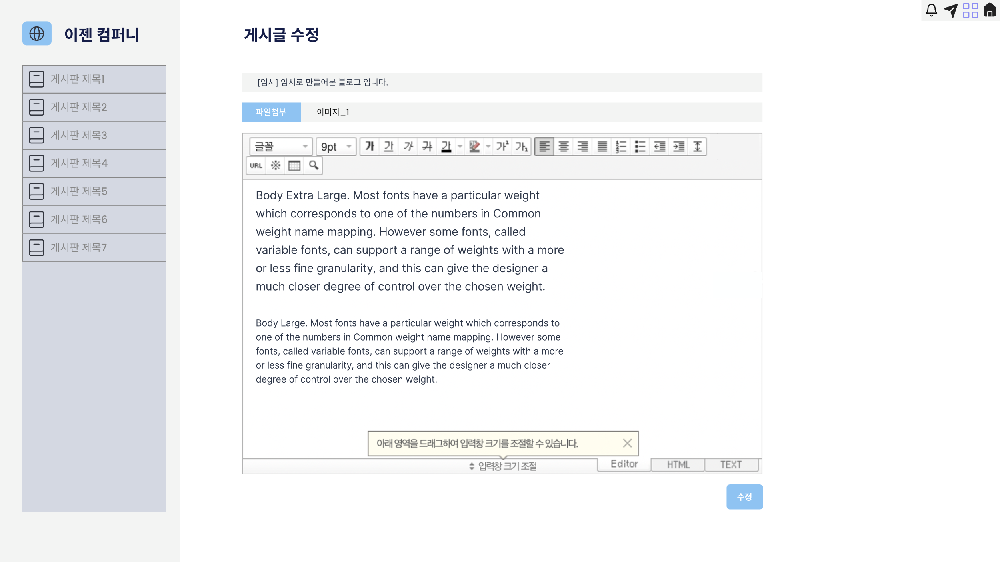 이젠 컴퍼니
게시판 제목1
게시판 제목2
게시판 제목3
게시판 제목4
게시판 제목5
게시판 제목6
게시판 제목7
게시글 수정
[임시] 임시로 만들어본 블로그 입니다.
파일첨부 이미지_1
글꼴 9pt 가 가 가 가 가 가 가1 가1
URL ※
Body Extra Large. Most fonts have a particular weight
which corresponds to one of the numbers in Common
weight name mapping. However some fonts, called
variable fonts, can support a range of weights with a more
or less fine granularity, and this can give the designer a
much closer degree of control over the chosen weight.
Body Large. Most fonts have a particular weight which corresponds to
one of the numbers in Common weight name mapping. However some
fonts, called variable fonts, can support a range of weights with a more
or less fine granularity, and this can give the designer a much closer
degree of control over the chosen weight.
아래 영역을 드래그하여 입력창 크기를 조절할 수 있습니다.
입력창 크기 조절 Editor HTML TEXT
수정